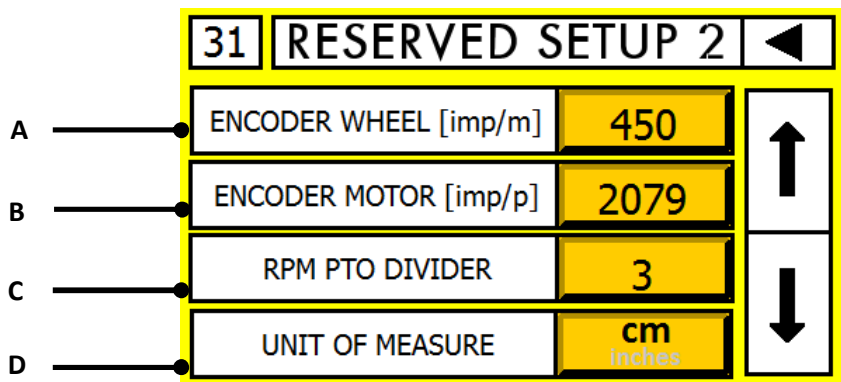 31 RESERVED SETUP 2
A ENCODER WHEEL [imp/m] 450
B ENCODER MOTOR [imp/p] 2079
C RPM PTO DIVIDER 3
D UNIT OF MEASURE cm
inches